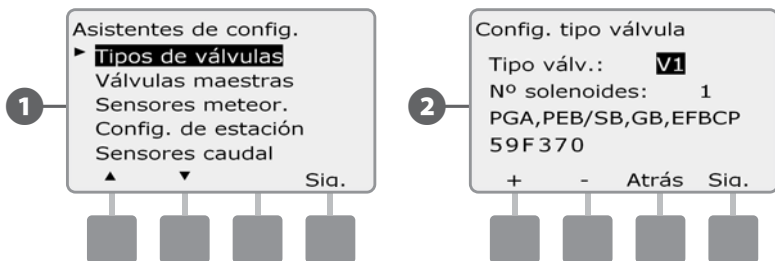 1
Asistentes de config.
► Tipos de válvulas
Válvulas maestras
Sensores meteor.
Config. de estación
Sensores caudal
▲ ▼ Sig.
2
Config. tipo válvula
Tipo válv.: V1
Nº solenoides: 1
PGA,PEB/SB,GB,EFBCP
59F370
+ - Atrás Sig.